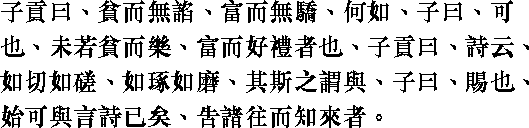 子貢曰、貧而無諂、富而無驕、何如、子曰、可
也、未若貧而樂、富而好禮者也、子貢曰、詩云、
如切如磋、如琢如磨、其斯之謂與、子曰、賜也、
始可與言詩已矣、吿諸往而知來者。